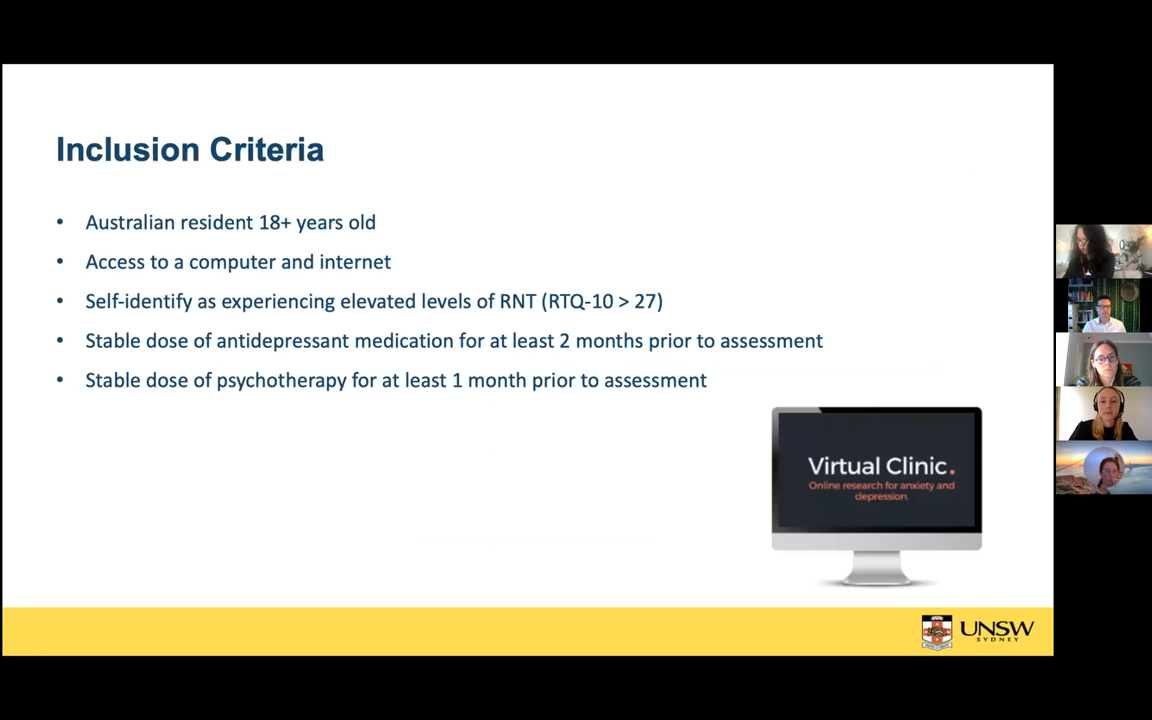 Inclusion Criteria
• Australian resident 18+ years old
• Access to a computer and internet
• Self-identify as experiencing elevated levels of RNT (RTQ-10 > 27)
• Stable dose of antidepressant medication for at least 2 months prior to assessment
• Stable dose of psychotherapy for at least 1 month prior to assessment
Virtual Clinic.
Online research for anxiety and
depression.
UNSW
SYDNEY